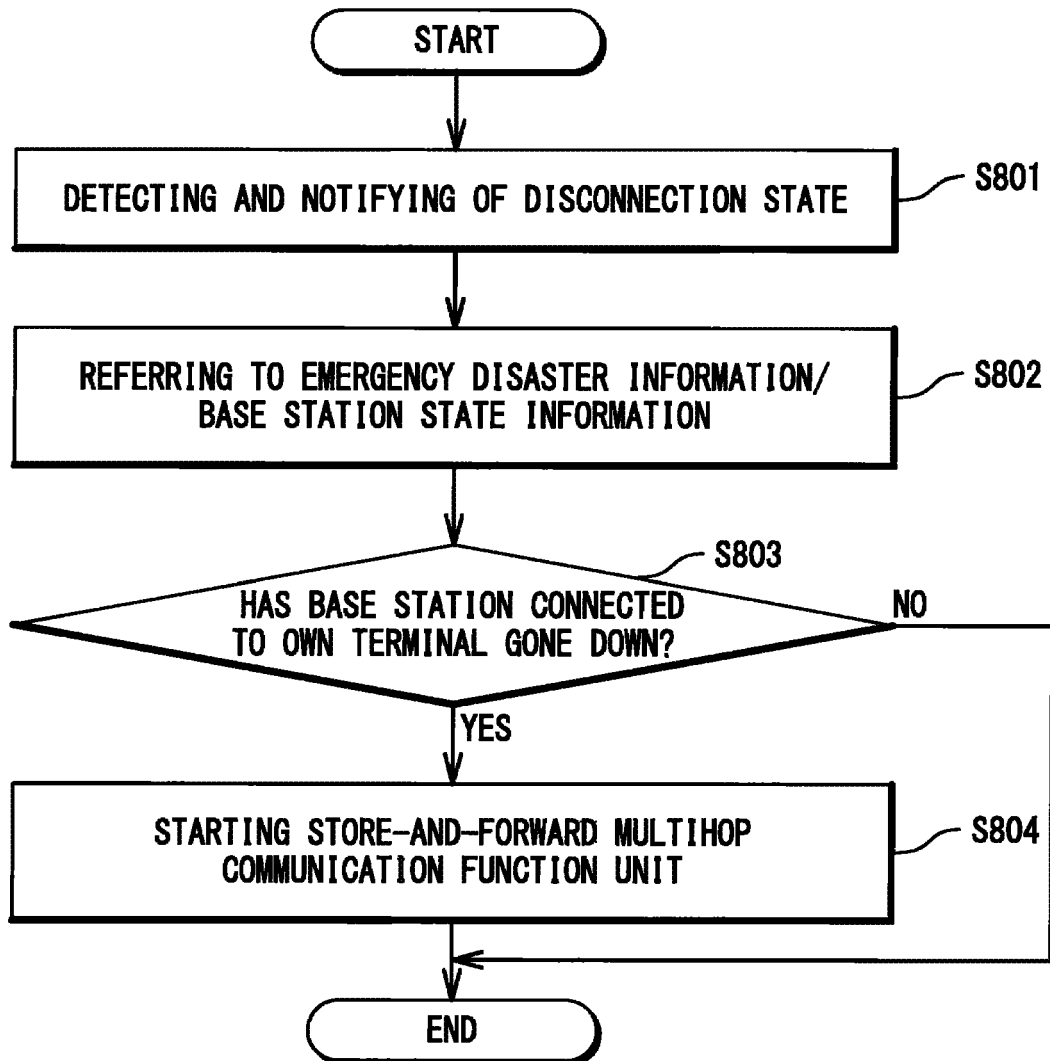 START
DETECTING AND NOTIFYING OF DISCONNECTION STATE
S801
REFERRING TO EMERGENCY DISASTER INFORMATION/
BASE STATION STATE INFORMATION
S802
S803
HAS BASE STATION CONNECTED
TO OWN TERMINAL GONE DOWN?
NO
YES
STARTING STORE-AND-FORWARD MULTIHOP
COMMUNICATION FUNCTION UNIT
S804
END